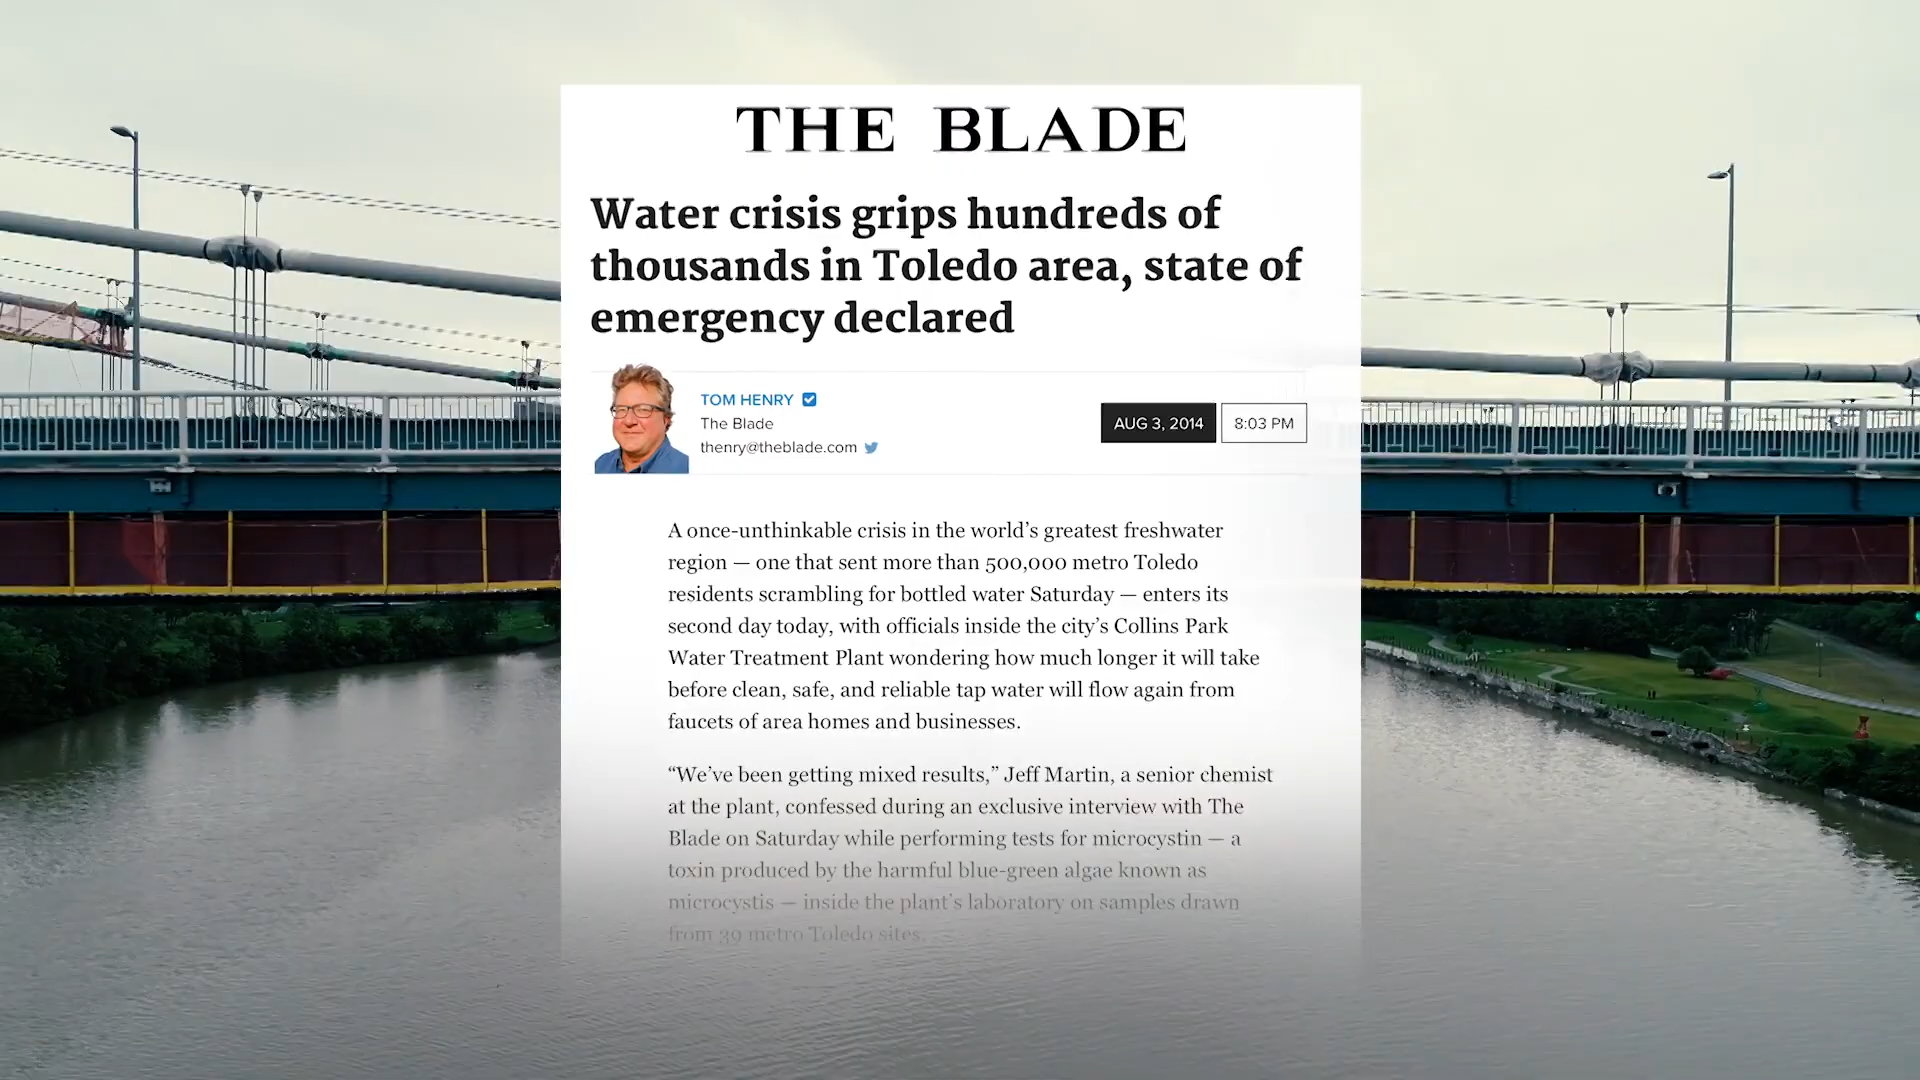 THE BLADE
Water crisis grips hundreds of
thousands in Toledo area, state of
emergency declared
TOM HENRY
The Blade
thenry@theblade.com
AUG 3, 2014
8:03 PM
A once-unthinkable crisis in the world’s greatest freshwater
region — one that sent more than 500,000 metro Toledo
residents scrambling for bottled water Saturday — enters its
second day today, with officials inside the city’s Collins Park
Water Treatment Plant wondering how much longer it will take
before clean, safe, and reliable tap water will flow again from
faucets of area homes and businesses.
“We’ve been getting mixed results,” Jeff Martin, a senior chemist
at the plant, confessed during an exclusive interview with The
Blade on Saturday while performing tests for microcystin — a
toxin produced by the harmful blue-green algae known as
microcystis — inside the plant’s laboratory on samples drawn
from 39 metro Toledo sites.